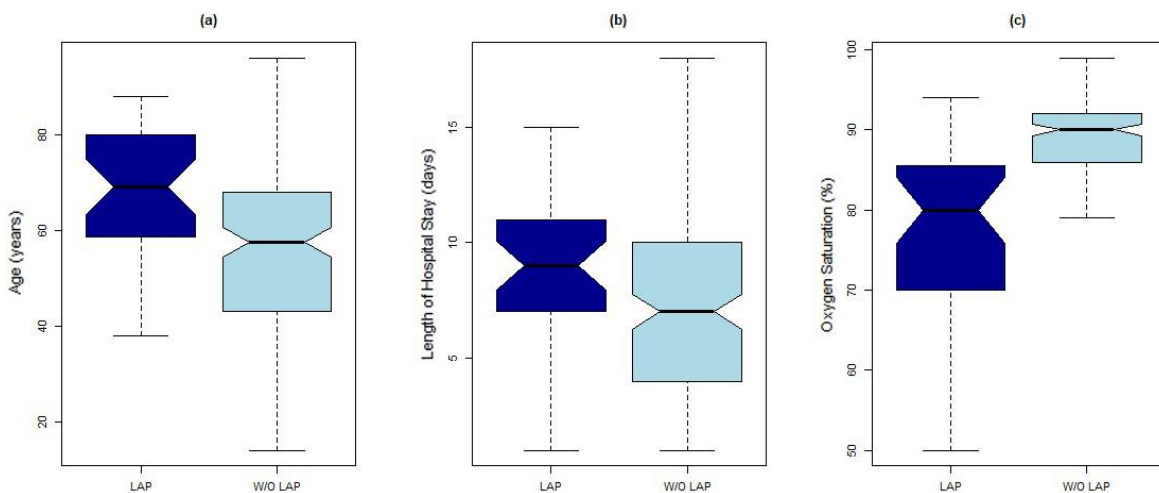 (a)
Age (years)
80
60
40
20
LAP
W/O LAP
(b)
Length of Hospital Stay (days)
15
10
5
LAP
W/O LAP
(c)
Oxygen Saturation (%)
100
90
80
70
60
50
LAP
W/O LAP